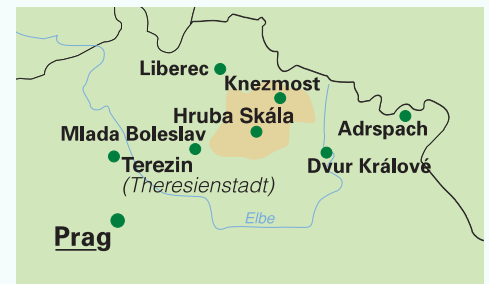 Liberec
Knezmost
Hruba Skála
Adrspach
Mlada Boleslav
Terezin
(Theresienstadt)
Dvur Králové
Elbe
Prag